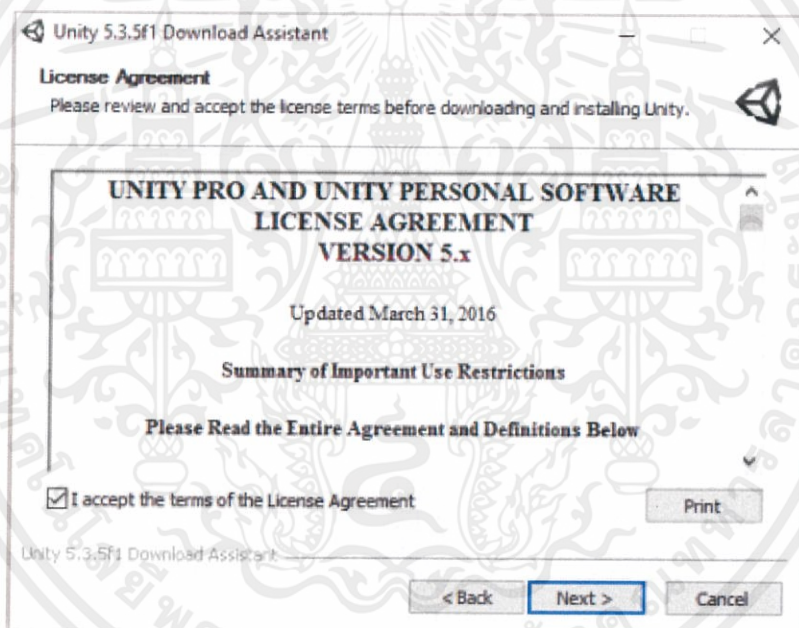 Unity 5.3.5f1 Download Assistant
License Agreement
Please review and accept the license terms before downloading and installing Unity.
UNITY PRO AND UNITY PERSONAL SOFTWARE
LICENSE AGREEMENT
VERSION 5.x
Updated March 31, 2016
Summary of Important Use Restrictions
Please Read the Entire Agreement and Definitions Below
I accept the terms of the License Agreement
Print
Unity 5.3.5f1 Download Assistant
< Back
Next >
Cancel